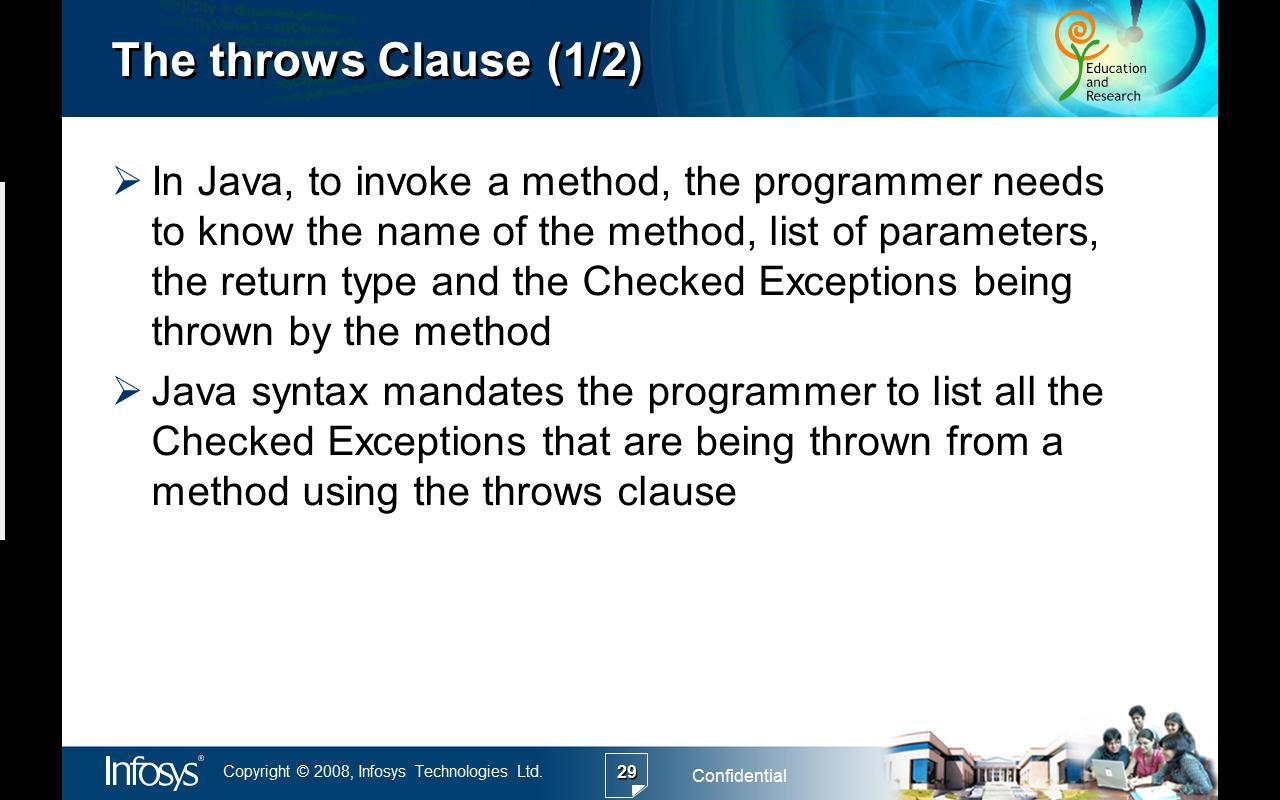 The throws Clause (1/2)
Education
and
Research
➢ In Java, to invoke a method, the programmer needs
to know the name of the method, list of parameters,
the return type and the Checked Exceptions being
thrown by the method
➢ Java syntax mandates the programmer to list all the
Checked Exceptions that are being thrown from a
method using the throws clause
Infosys® Copyright © 2008, Infosys Technologies Ltd. 29 Confidential